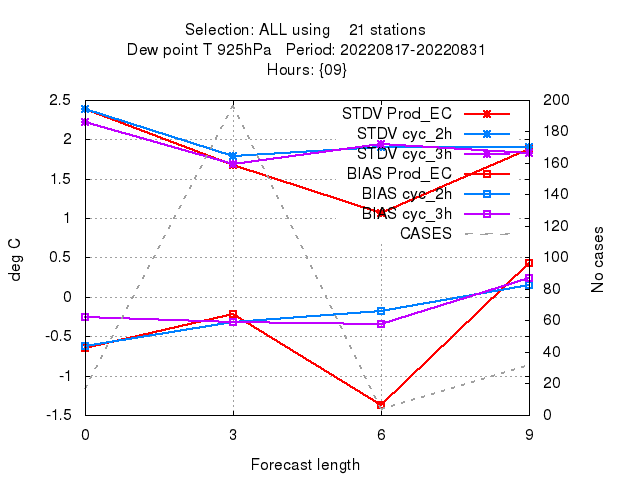 Selection: ALL using 21 stations
Dew point T 925hPa Period: 20220817-20220831
Hours: {09}
2.5
2
1.5
1
0.5
0
-0.5
-1
-1.5
deg C
STDV Prod_EC
STDV cyc_2h
STDV cyc_3h
BIAS Prod_EC
BIAS cyc_2h
BIAS cyc_3h
CASES
200
180
160
140
120
100
80
60
40
20
0
No cases
0 3 6 9
Forecast length